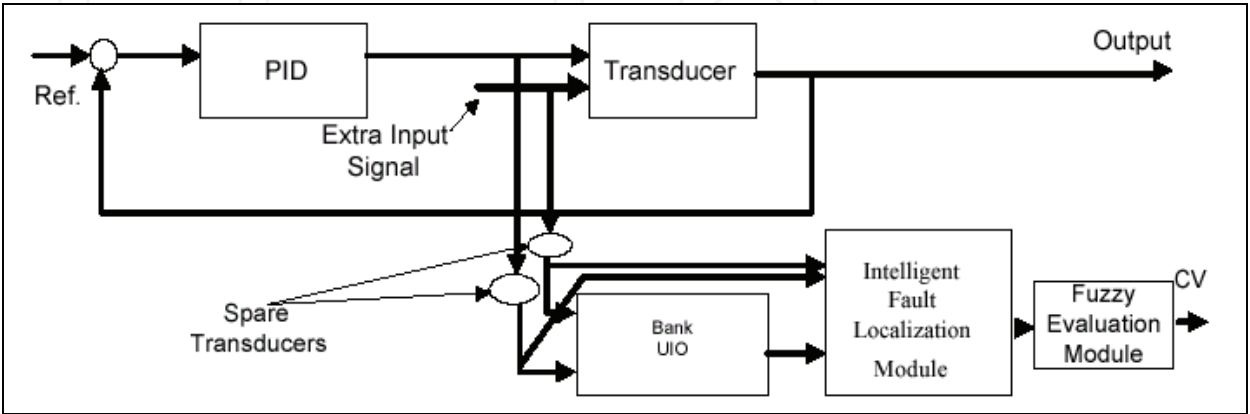 Output
PID
Transducer
Ref.
Extra Input
Signal
CV
Intelligent
Fault
Localization
Module
Fuzzy
Evaluation
Module
Spare
Transducers
Bank
UIO